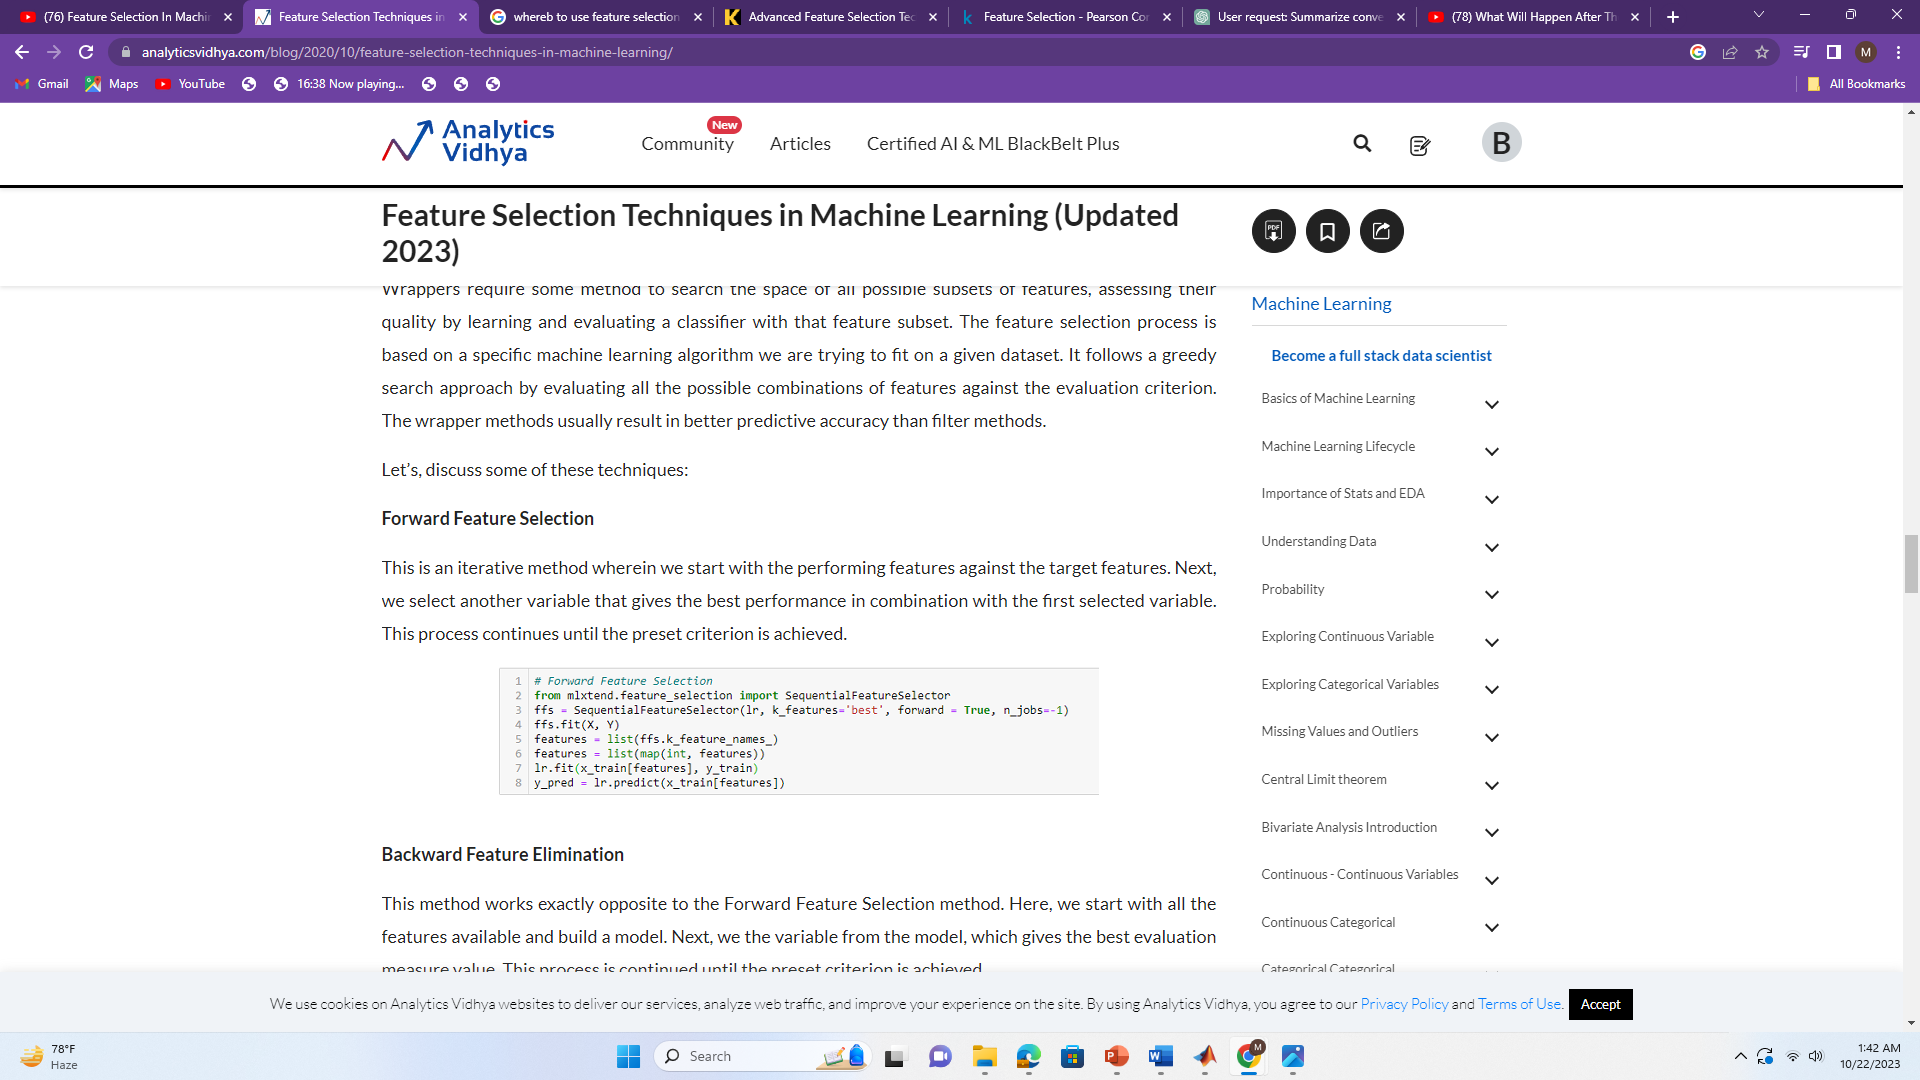 (76) Feature Selection In Machi
Feature Selection Techniques in
whereb to use feature selection
Advanced Feature Selection Tec
Feature Selection - Pearson Cor
User request: Summarize conve
(78) What Will Happen After Th
analyticsvidhya.com/blog/2020/10/feature-selection-techniques-in-machine-learning/
M
Gmail
Maps
YouTube
16:38 Now playing...
All Bookmarks
Analytics
Vidhya
Community
New
Articles
Certified AI & ML BlackBelt Plus
B
Feature Selection Techniques in Machine Learning (Updated
2023)
PDF
Wrappers require some method to search the space of all possible subsets of features, assessing their
quality by learning and evaluating a classifier with that feature subset. The feature selection process is
based on a specific machine learning algorithm we are trying to fit on a given dataset. It follows a greedy
search approach by evaluating all the possible combinations of features against the evaluation criterion.
The wrapper methods usually result in better predictive accuracy than filter methods.
Let's, discuss some of these techniques:
Forward Feature Selection
This is an iterative method wherein we start with the performing features against the target features. Next,
we select another variable that gives the best performance in combination with the first selected variable.
This process continues until the preset criterion is achieved.
1 # Forward Feature Selection
2 from mlxtend.feature_selection import SequentialFeatureSelector
3 ffs = SequentialFeatureSelector(lr, k_features='best', forward = True, n_jobs=-1)
4 ffs.fit(X, Y)
5 features = list(ffs.k_feature_names_)
6 features = list(map(int, features))
7 lr.fit(x_train[features], y_train)
8 y_pred = lr.predict(x_train[features])
Backward Feature Elimination
This method works exactly opposite to the Forward Feature Selection method. Here, we start with all the
features available and build a model. Next, we the variable from the model, which gives the best evaluation
measure value. This process is continued until the preset criterion is achieved.
Machine Learning
Become a full stack data scientist
Basics of Machine Learning
Machine Learning Lifecycle
Importance of Stats and EDA
Understanding Data
Probability
Exploring Continuous Variable
Exploring Categorical Variables
Missing Values and Outliers
Central Limit theorem
Bivariate Analysis Introduction
Continuous - Continuous Variables
Continuous Categorical
Categorical Categorical
We use cookies on Analytics Vidhya websites to deliver our services, analyze web traffic, and improve your experience on the site. By using Analytics Vidhya, you agree to our Privacy Policy and Terms of Use.
Accept
78°F
Haze
Search
M
1:42 AM
10/22/2023